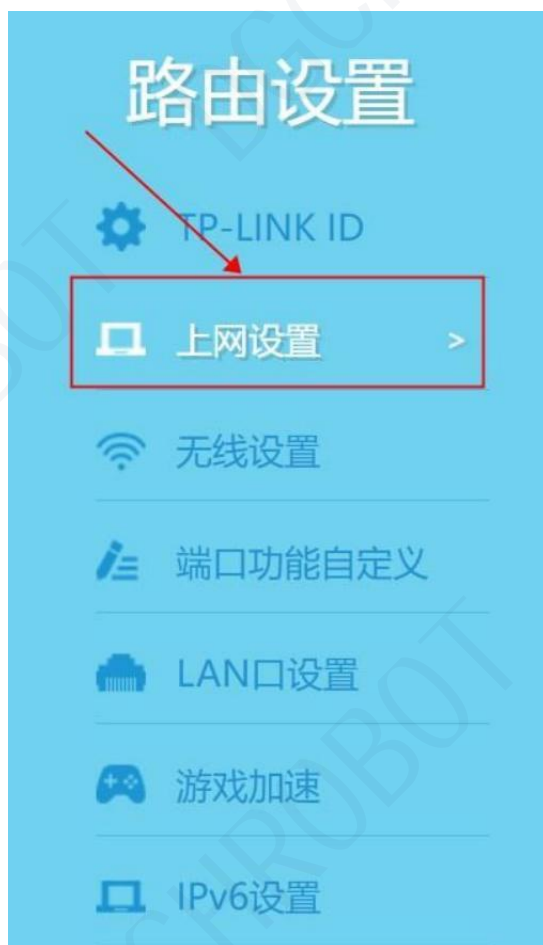 路由设置
TP-LINK ID
上网设置 >
无线设置
端口功能自定义
LAN口设置
游戏加速
IPv6设置